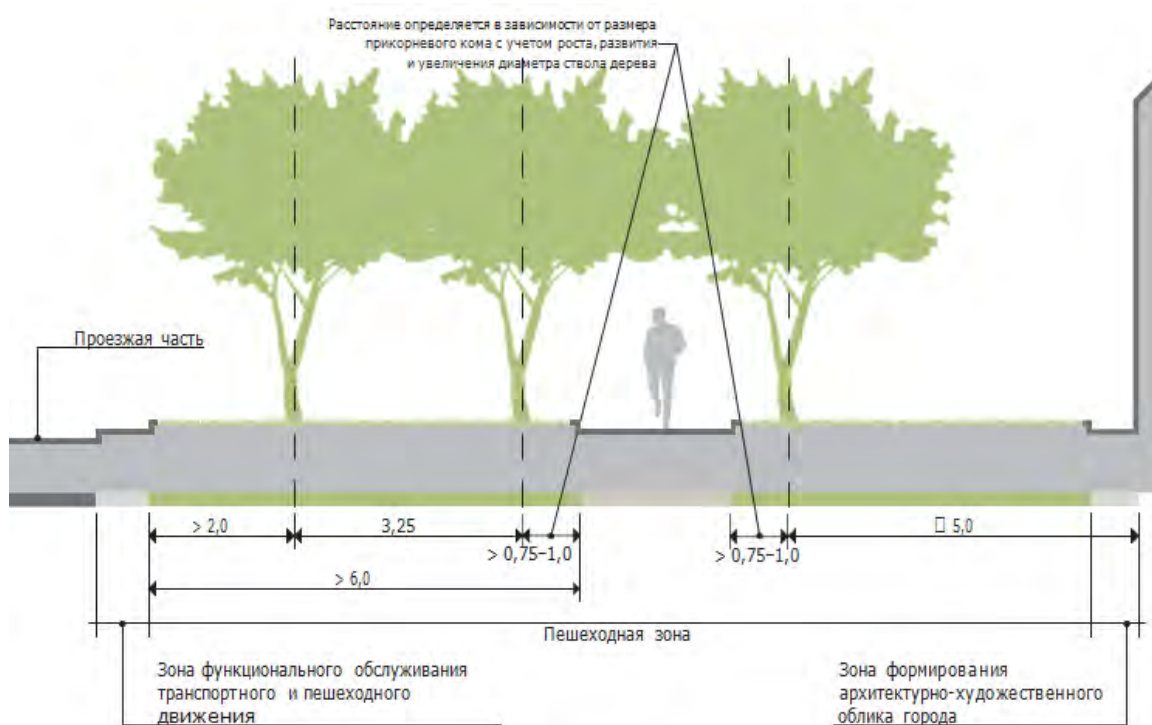 Расстояние определяется в зависимости от размера
прикорневого кома с учетом роста, развития
и увеличения диаметра ствола дерева
Проезжая часть
> 2,0
3,25
> 0,75–1,0
> 0,75–1,0
□ 5,0
> 6,0
Пешеходная зона
Зона функционального обслуживания
транспортного и пешеходного
движения
Зона формирования
архитектурно-художественного
облика города